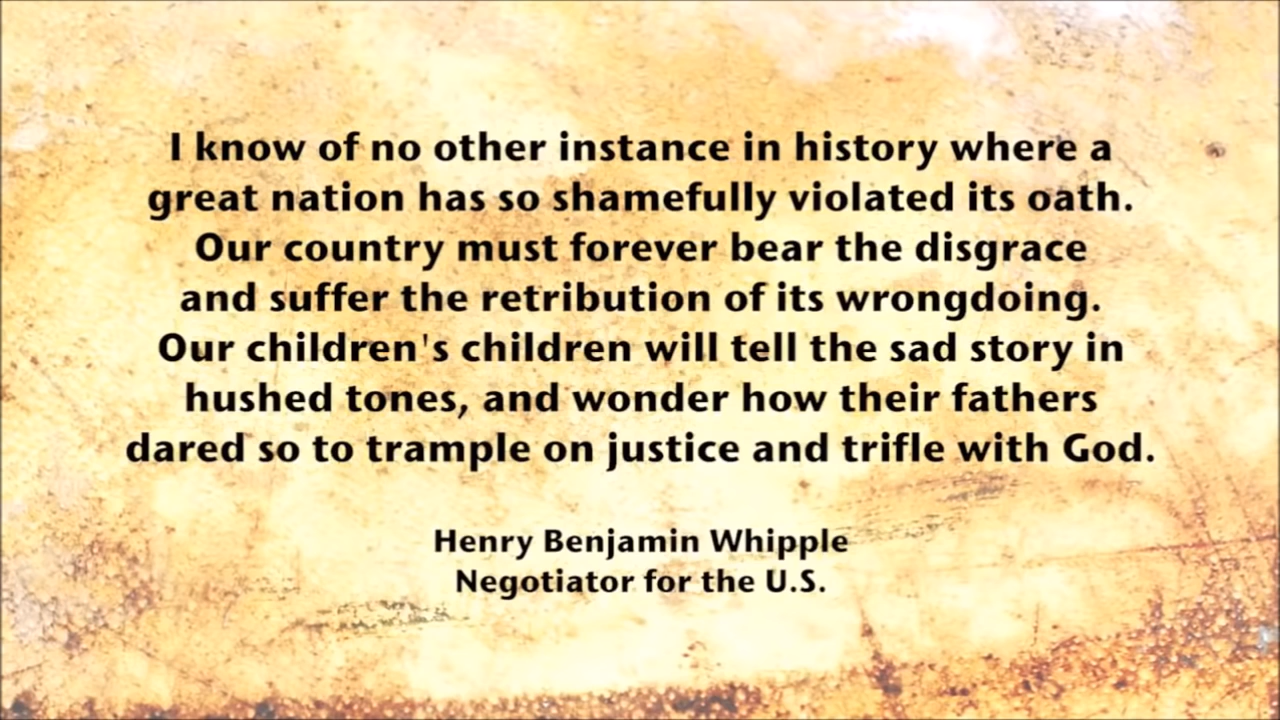 I know of no other instance in history where a
great nation has so shamefully violated its oath.
Our country must forever bear the disgrace
and suffer the retribution of its wrongdoing.
Our children's children will tell the sad story in
hushed tones, and wonder how their fathers
dared so to trample on justice and trifle with God.
Henry Benjamin Whipple
Negotiator for the U.S.